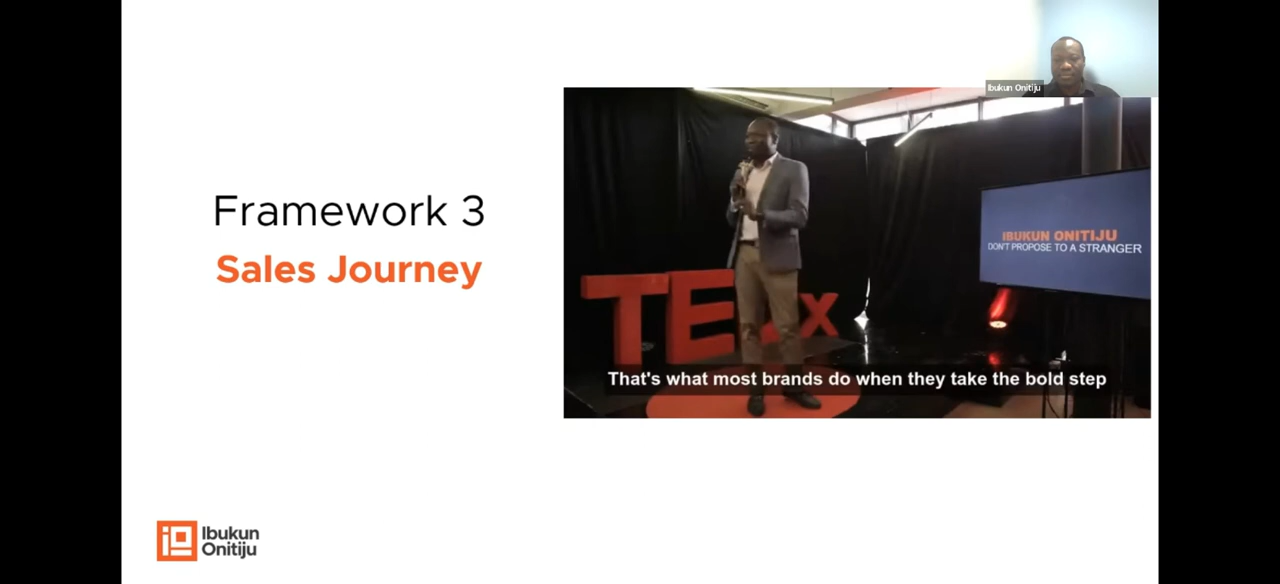 Framework 3
Sales Journey
Ibukun Onitiju
IBUKUN ONITIJU
DON'T PROPOSE TO A STRANGER
TEDx
That's what most brands do when they take the bold step
Ibukun
Onitiju